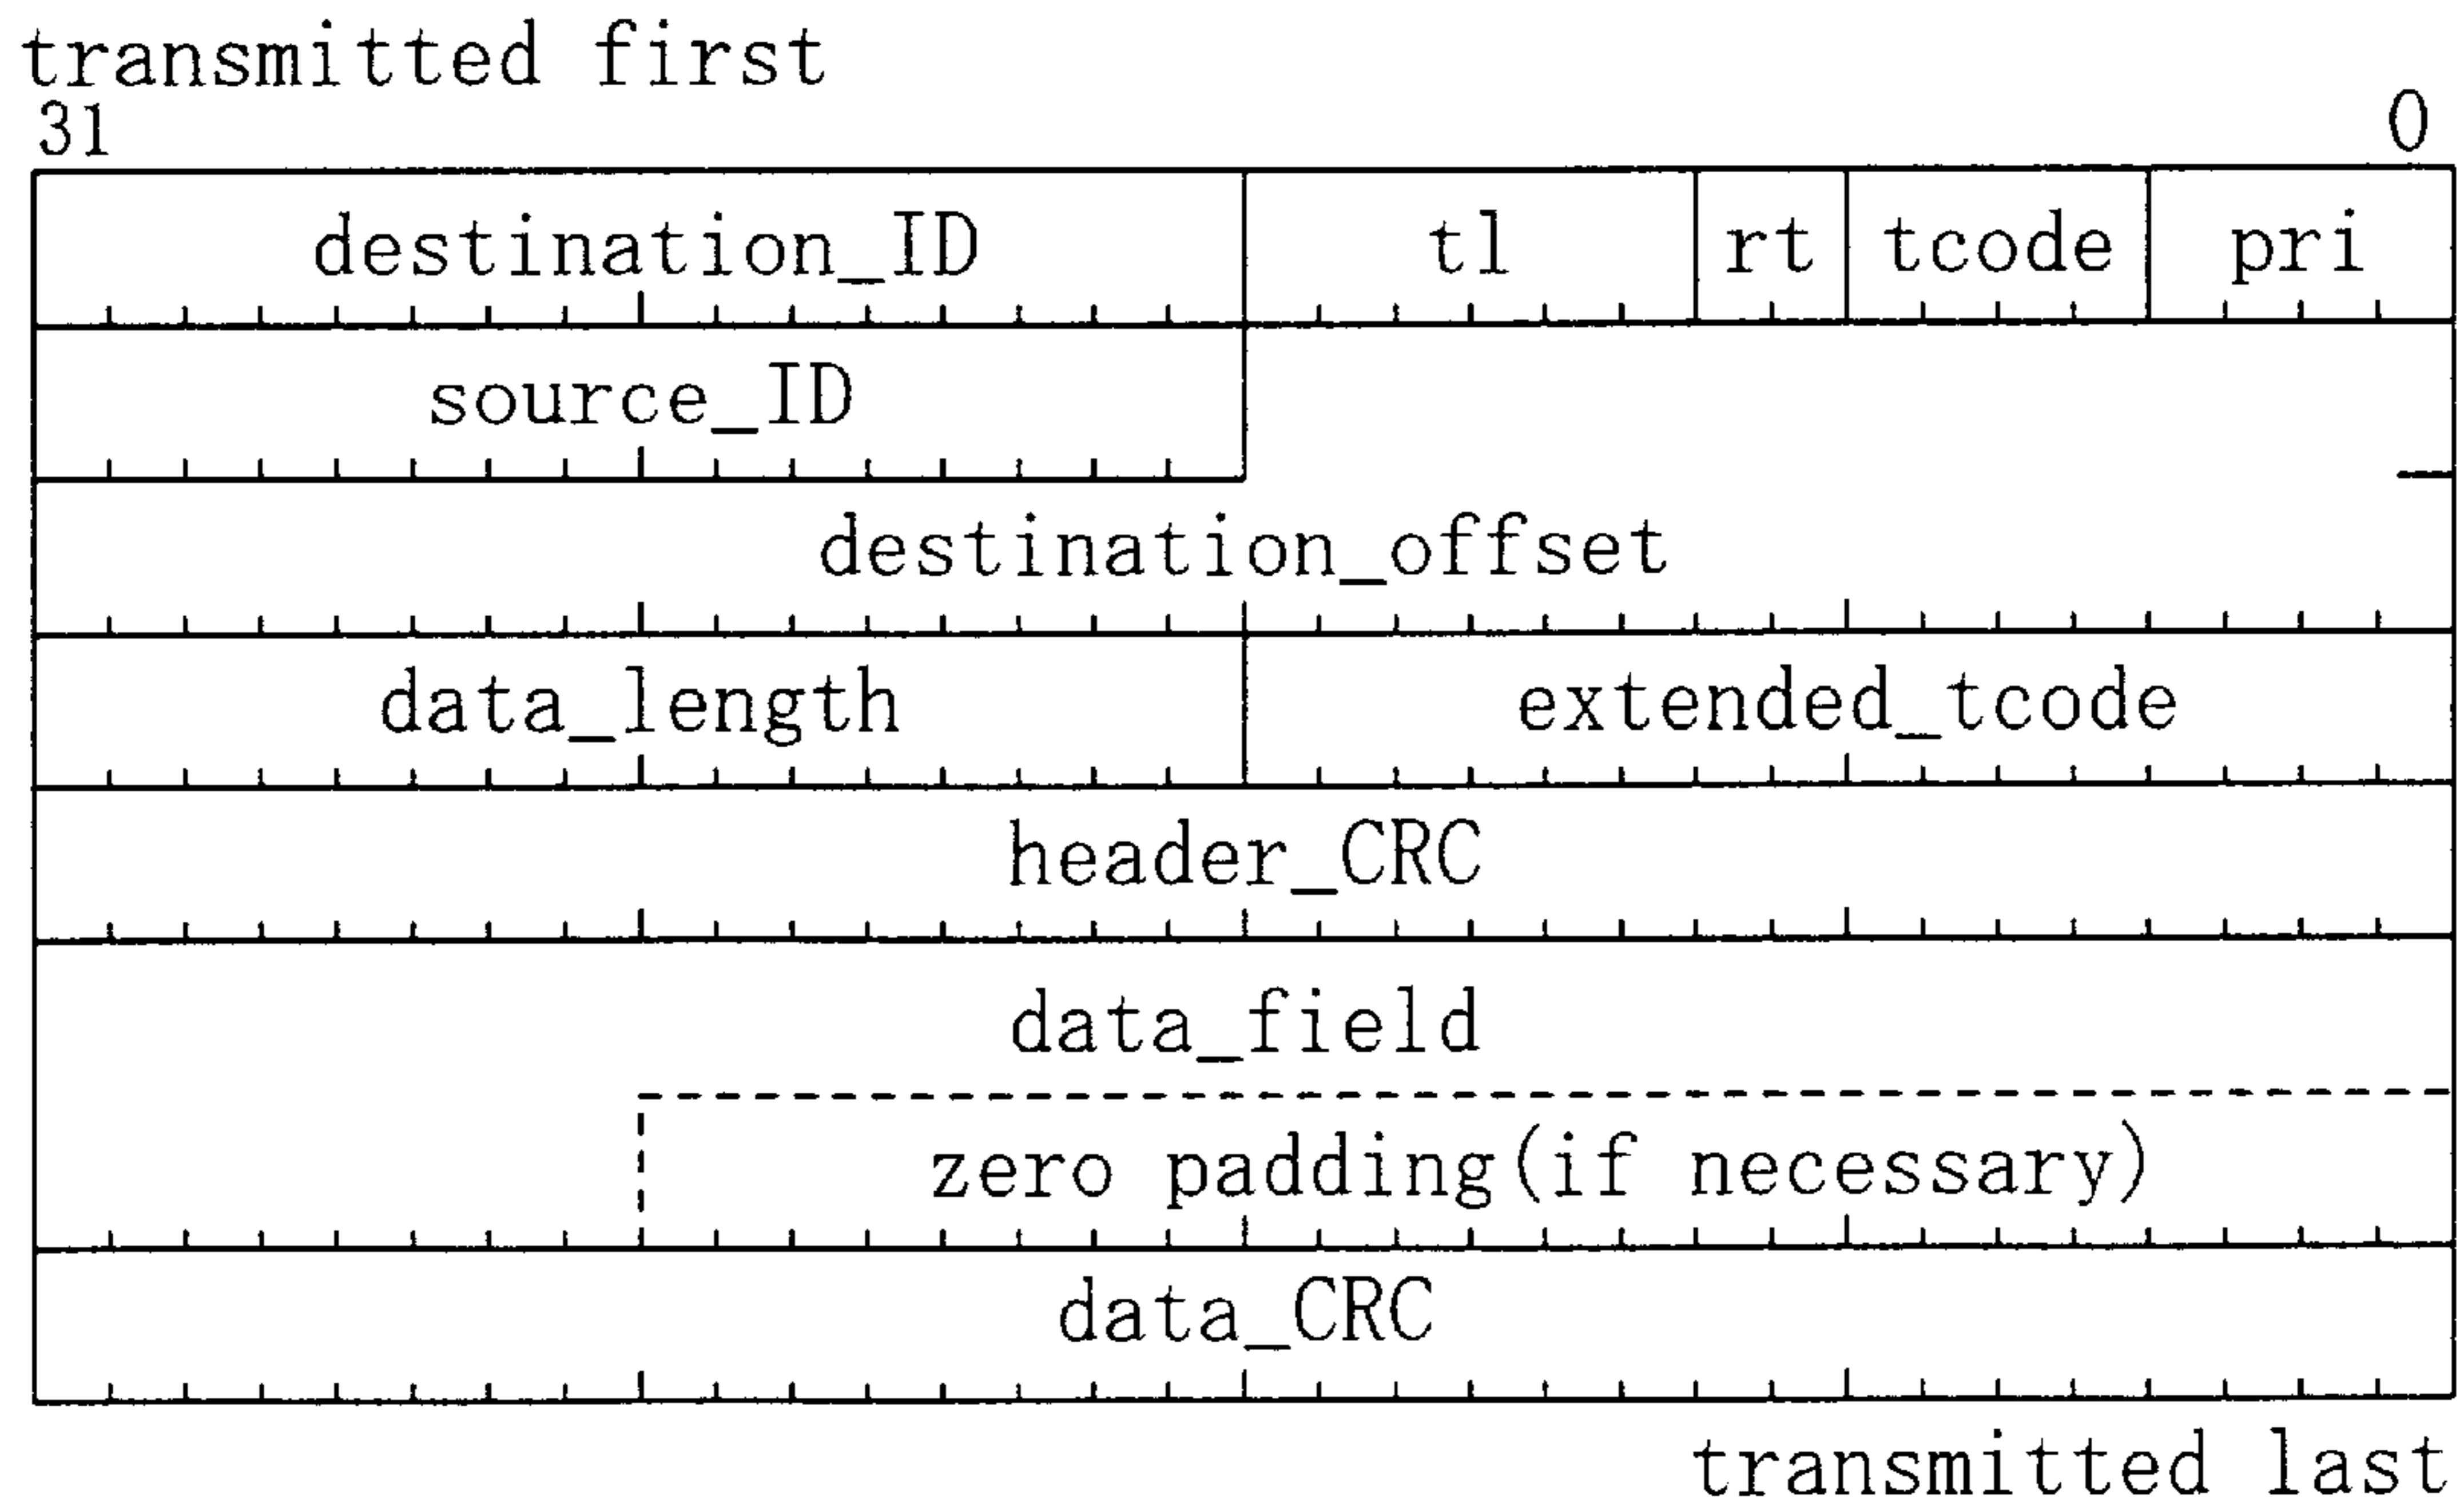 transmitted first
31 0
destination_ID tl rt tcode pri
source_ID
destination_offset
data_length extended_tcode
header_CRC
data_field
zero padding(if necessary)
data_CRC
transmitted last